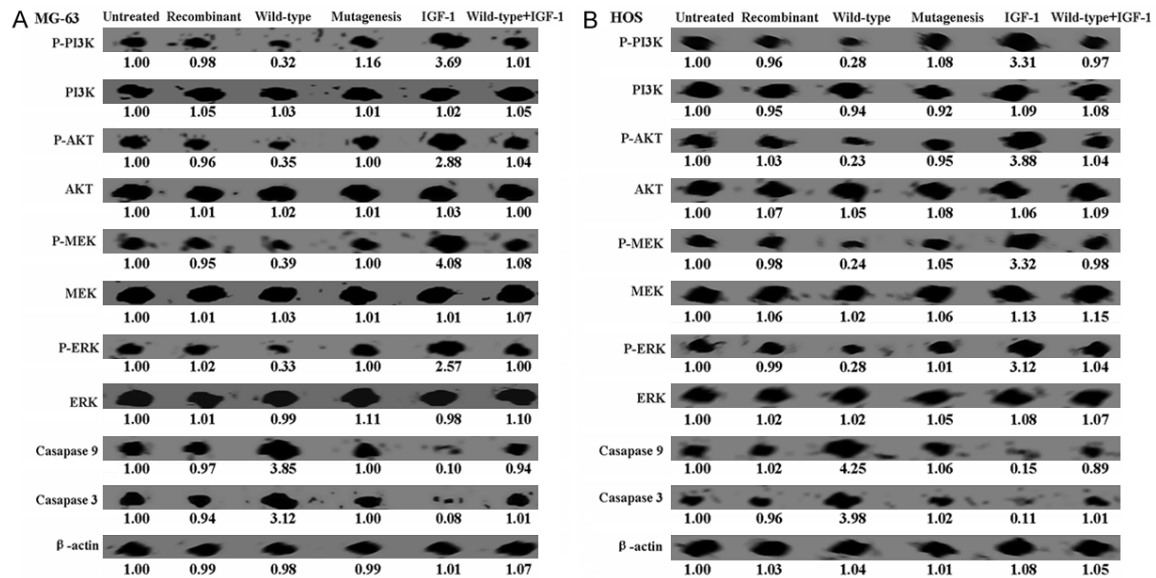 A MG-63 Untreated Recombinant Wild-type Mutagenesis IGF-1 Wild-type+IGF-1
P-PI3K
1.00 0.98 0.32 1.16 3.69 1.01
PI3K
1.00 1.05 1.03 1.01 1.02 1.05
P-AKT
1.00 0.96 0.35 1.00 2.88 1.04
AKT
1.00 1.01 1.02 1.01 1.03 1.00
P-MEK
1.00 0.95 0.39 1.00 4.08 1.08
MEK
1.00 1.01 1.03 1.01 1.01 1.07
P-ERK
1.00 1.02 0.33 1.00 2.57 1.00
ERK
1.00 1.01 0.99 1.11 0.98 1.10
Casapase 9
1.00 0.97 3.85 1.00 0.10 0.94
Casapase 3
1.00 0.94 3.12 1.00 0.08 1.01
β-actin
1.00 0.99 0.98 0.99 1.01 1.07
B HOS Untreated Recombinant Wild-type Mutagenesis IGF-1 Wild-type+IGF-1
P-PI3K
1.00 0.96 0.28 1.08 3.31 0.97
PI3K
1.00 0.95 0.94 0.92 1.09 1.08
P-AKT
1.00 1.03 0.23 0.95 3.88 1.04
AKT
1.00 1.07 1.05 1.08 1.06 1.09
P-MEK
1.00 0.98 0.24 1.05 3.32 0.98
MEK
1.00 1.06 1.02 1.06 1.13 1.15
P-ERK
1.00 0.99 0.28 1.01 3.12 1.04
ERK
1.00 1.02 1.02 1.05 1.08 1.07
Casapase 9
1.00 1.02 4.25 1.06 0.15 0.89
Casapase 3
1.00 0.96 3.98 1.02 0.11 1.01
β-actin
1.00 1.03 1.04 1.01 1.08 1.05